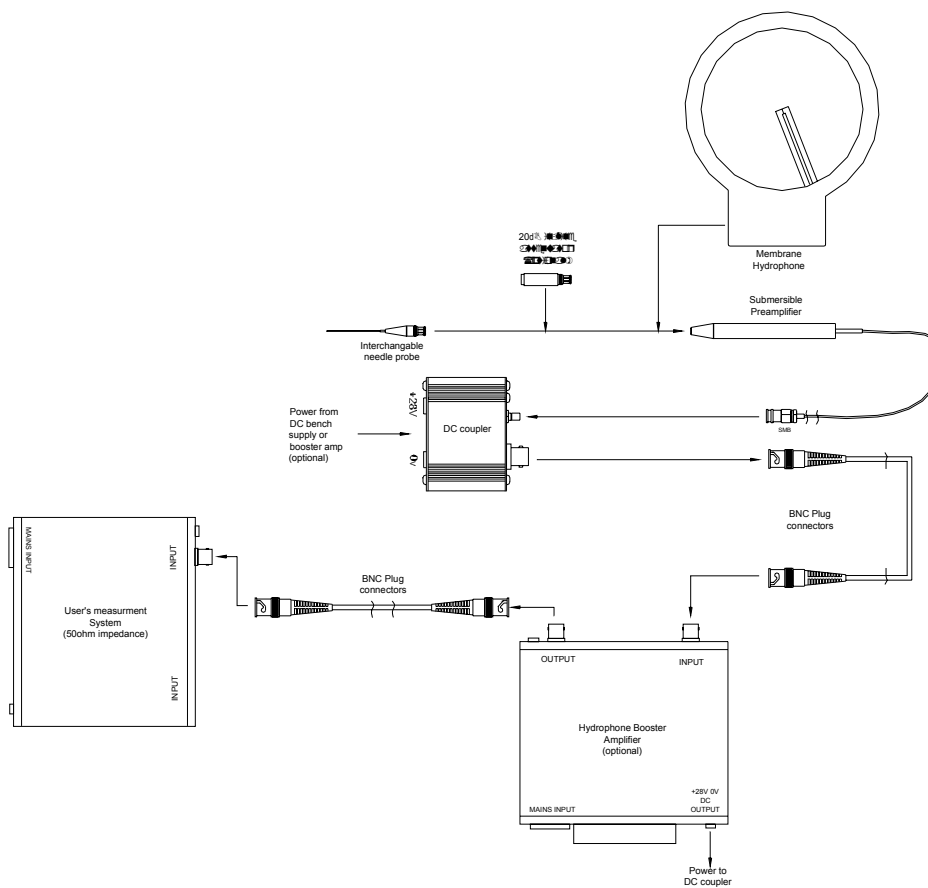 Membrane
Hydrophone
20d
Submersible
Preamplifier
Interchangable
needle probe
+28V
0v
Power from
DC bench
supply or
booster amp
(optional)
DC coupler
SMB
BNC Plug
connectors
MAINS INPUT
INPUT
INPUT
User's measurment
System
(50ohm impedance)
BNC Plug
connectors
OUTPUT
INPUT
Hydrophone Booster
Amplifier
(optional)
+28V 0V
DC
OUTPUT
MAINS INPUT
Power to
DC coupler